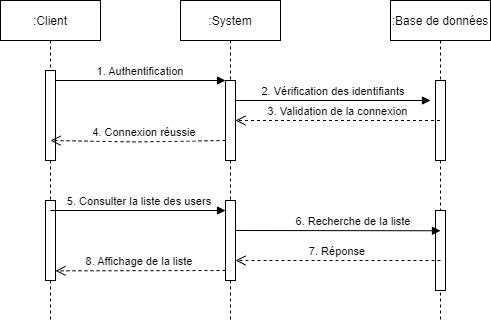 :Client
:System
:Base de données
1. Authentification
2. Vérification des identifiants
3. Validation de la connexion
4. Connexion réussie
5. Consulter la liste des users
6. Recherche de la liste
7. Réponse
8. Affichage de la liste